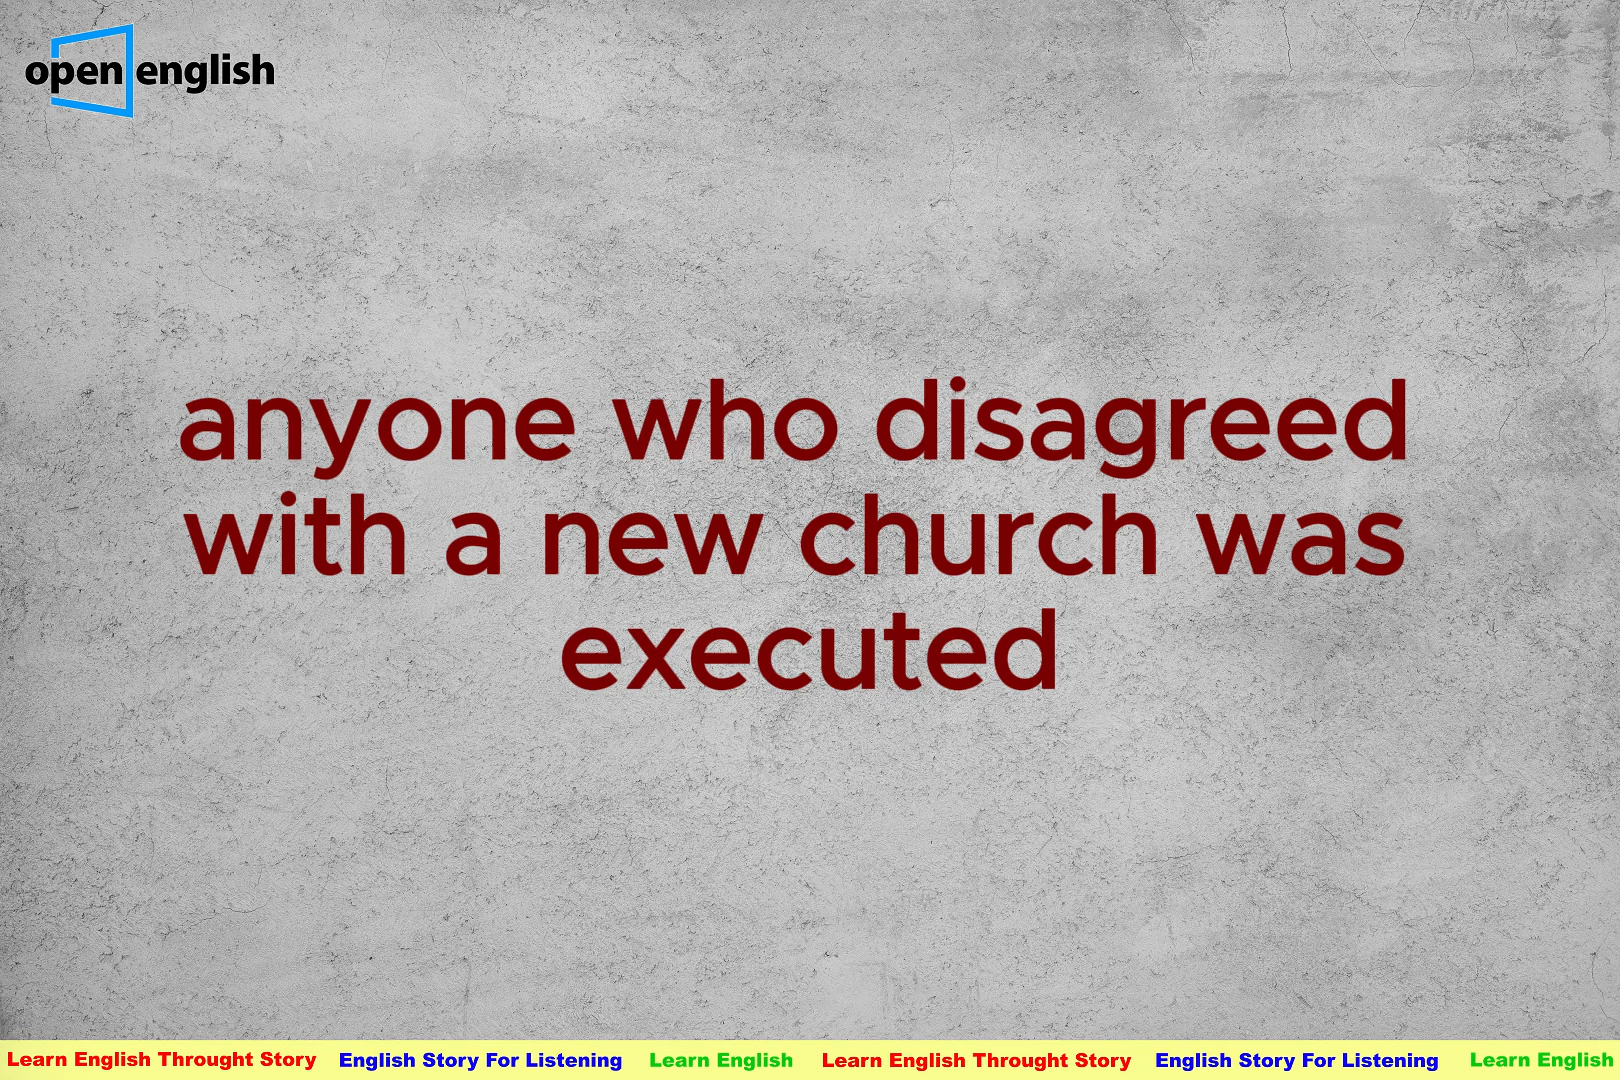 open english
anyone who disagreed
with a new church was
executed
Learn English Throught Story English Story For Listening Learn English Learn English Throught Story English Story For Listening Learn English